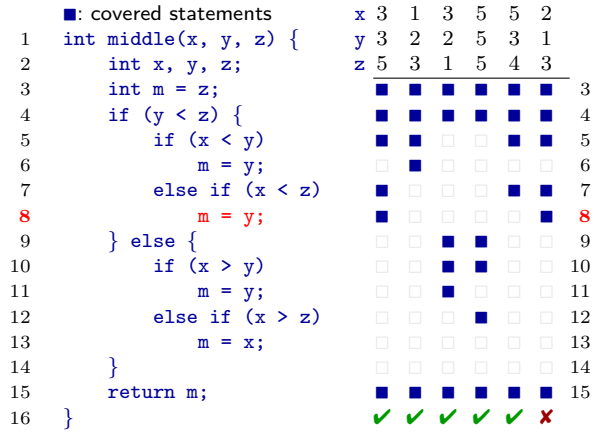 ■: covered statements x 3 1 3 5 5 2
1 int middle(x, y, z) { y 3 2 2 5 3 1
2 int x, y, z; z 5 3 1 5 4 3
3 int m = z; ■ ■ ■ ■ ■ ■ 3
4 if (y < z) { ■ ■ ■ ■ ■ ■ 4
5 if (x < y) ■ ■ □ □ ■ ■ 5
6 m = y; □ ■ □ □ □ □ 6
7 else if (x < z) ■ □ □ □ ■ ■ 7
8 m = y; ■ □ □ □ □ ■ 8
9 } else { □ □ ■ ■ □ □ 9
10 if (x > y) □ □ ■ ■ □ □ 10
11 m = y; □ □ ■ □ □ □ 11
12 else if (x > z) □ □ □ ■ □ □ 12
13 m = x; □ □ □ □ □ □ 13
14 } □ □ □ □ □ □ 14
15 return m; ■ ■ ■ ■ ■ ■ 15
16 } ✔ ✔ ✔ ✔ ✔ ✘